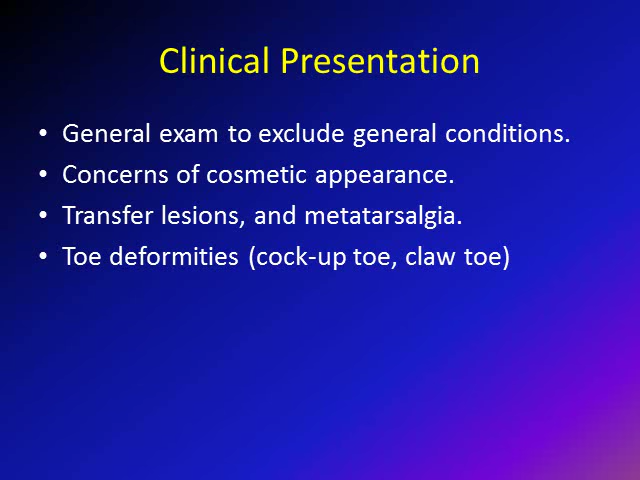 Clinical Presentation
• General exam to exclude general conditions.
• Concerns of cosmetic appearance.
• Transfer lesions, and metatarsalgia.
• Toe deformities (cock-up toe, claw toe)